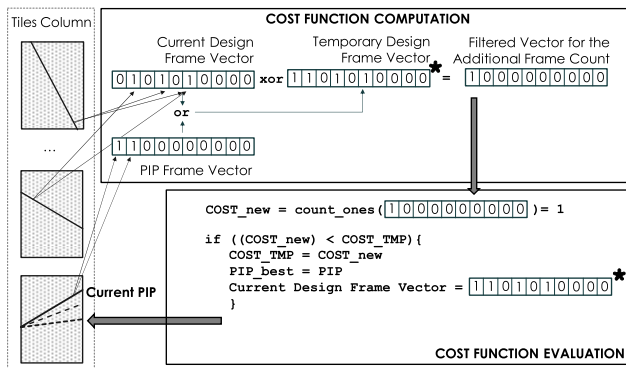 Tiles Column
...
Current PIP
COST FUNCTION COMPUTATION
Current Design
Frame Vector
Temporary Design
Frame Vector
Filtered Vector for the
Additional Frame Count
0 1 0 1 0 1 0 0 0 0 xor 1 1 0 1 0 1 0 0 0 0 * = 1 0 0 0 0 0 0 0 0 0
or
1 1 0 0 0 0 0 0 0 0
PIP Frame Vector
COST_new = count_ones( 1 0 0 0 0 0 0 0 0 0 )= 1
if ((COST_new) < COST_TMP){
COST_TMP = COST_new
PIP_best = PIP
Current Design Frame Vector = 1 1 0 1 0 1 0 0 0 0 *
}
COST FUNCTION EVALUATION